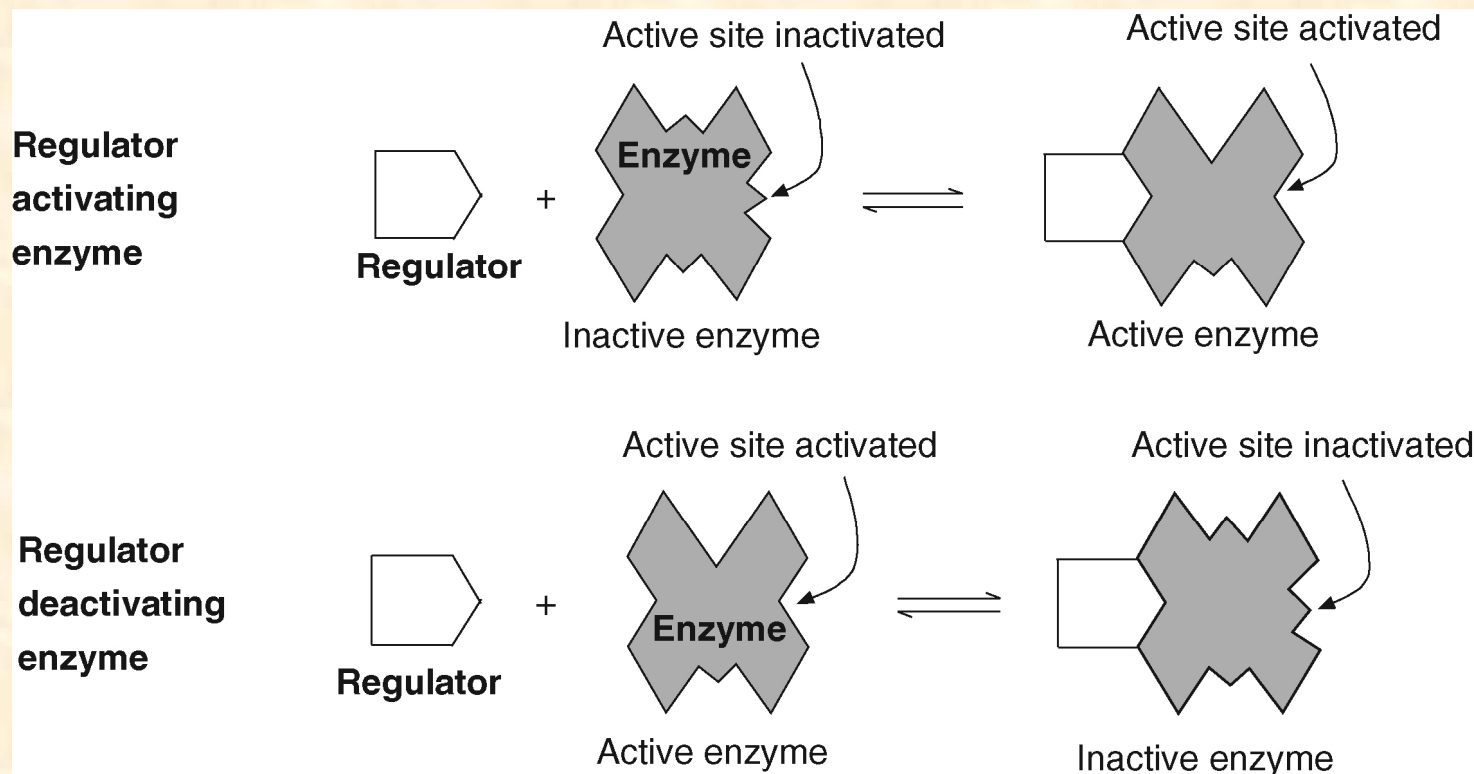 Active site inactivated
Active site activated
Regulator
activating
enzyme
Enzyme
+
Regulator
Inactive enzyme
Active enzyme
Active site activated
Active site inactivated
Regulator
deactivating
enzyme
+
Enzyme
Regulator
Active enzyme
Inactive enzyme